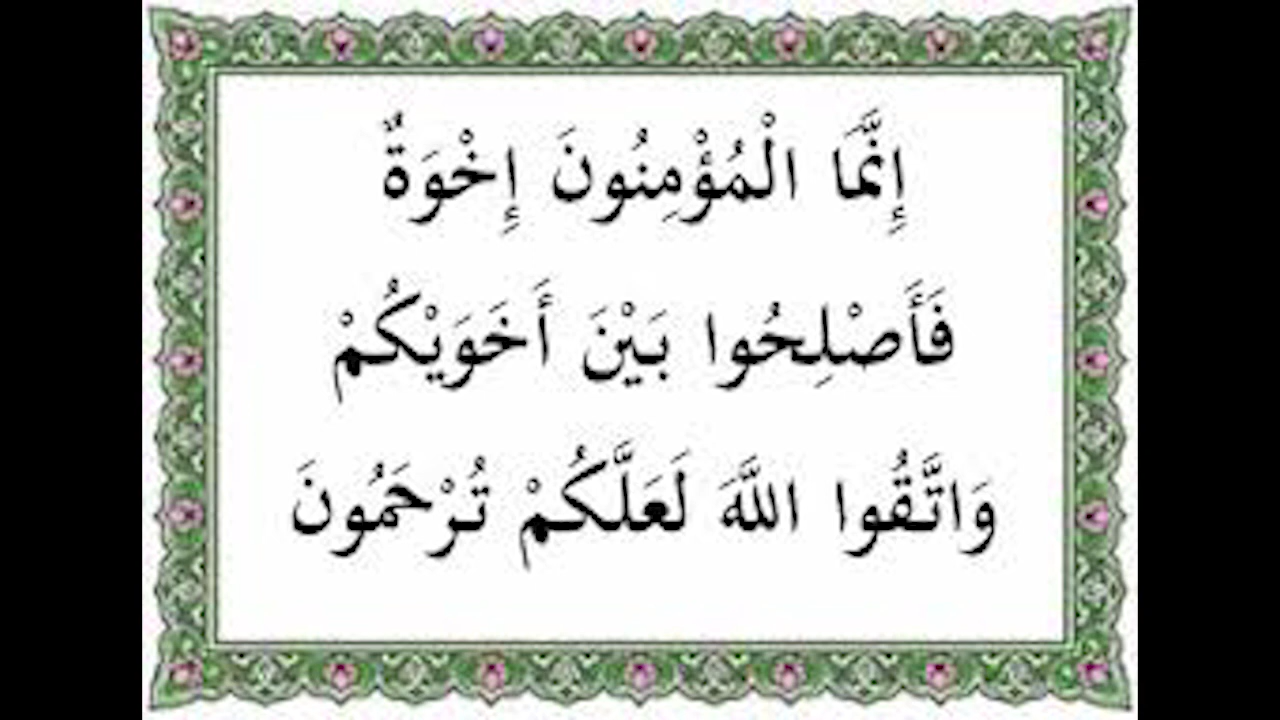 إِنَّمَا الْمُؤْمِنُونَ إِخْوَةٌ
فَأَصْلِحُوا بَيْنَ أَخَوَيْكُمْ
وَاتَّقُوا اللَّهَ لَعَلَّكُمْ تُرْحَمُونَ